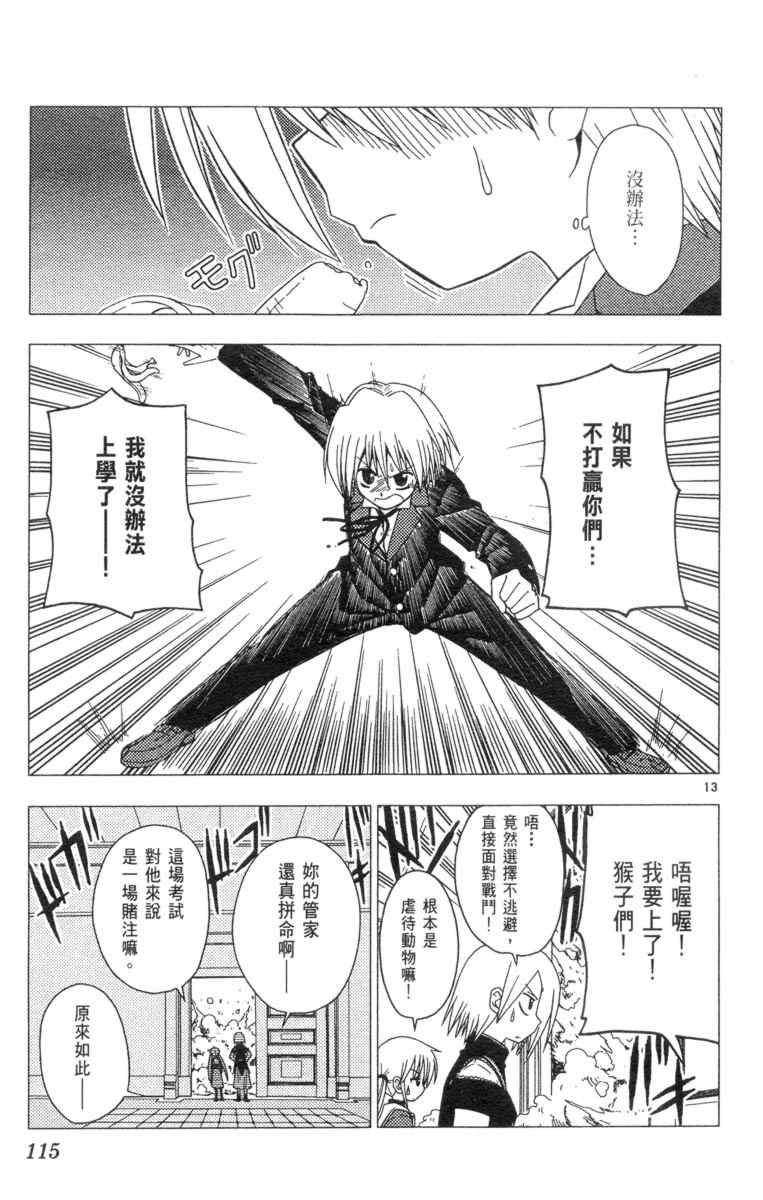 沒辦法…
モグ
如果
不打贏你們…
我就沒辦法
上學了——！
13
唔喔喔！
我要上了！
猴子們！
唔…
竟然選擇不逃避，
直接面對戰鬥！
根本是
虐待動物嘛！
妳的管家
還真拼命啊——
這場考試
對他來說
是一場賭注嘛。
原來如此——
115